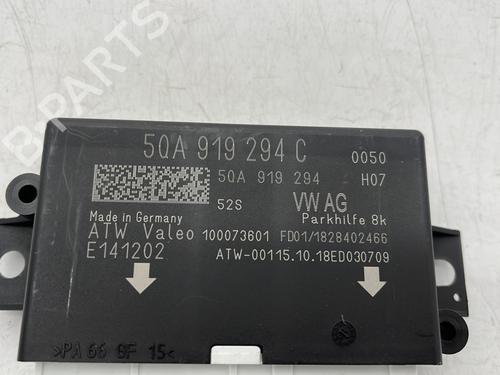 B-PARTS
5QA 919 294 C 0050
5QA 919 294 H07
52S VW AG
Parkhilfe 8k
Made in Germany
ATW Valeo 100073601 FD01/1828402466
E141202 ATW-00115.10.18ED030709
>PA 66 GF 15<